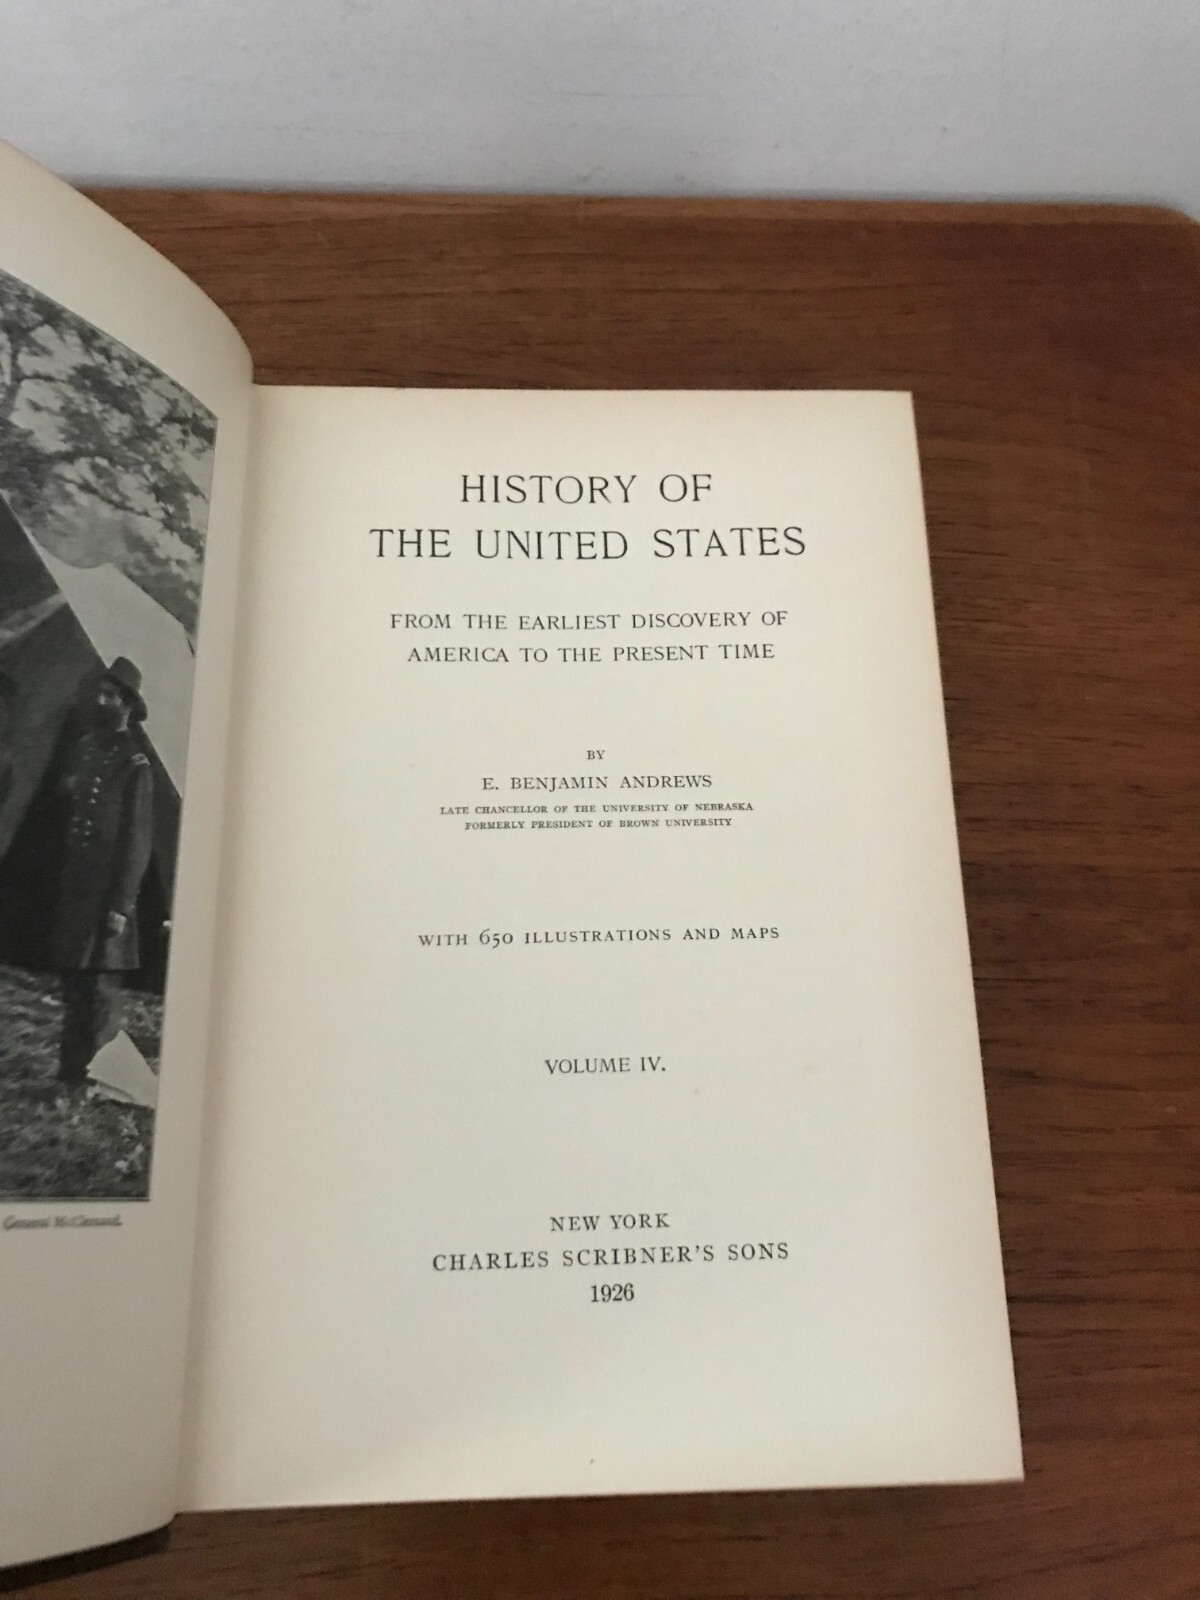 HISTORY OF
THE UNITED STATES
FROM THE EARLIEST DISCOVERY OF
AMERICA TO THE PRESENT TIME
BY
E. BENJAMIN ANDREWS
LATE CHANCELLOR OF THE UNIVERSITY OF NEBRASKA
FORMERLY PRESIDENT OF BROWN UNIVERSITY
WITH 650 ILLUSTRATIONS AND MAPS
VOLUME IV.
NEW YORK
CHARLES SCRIBNER'S SONS
1926
General McClernand.